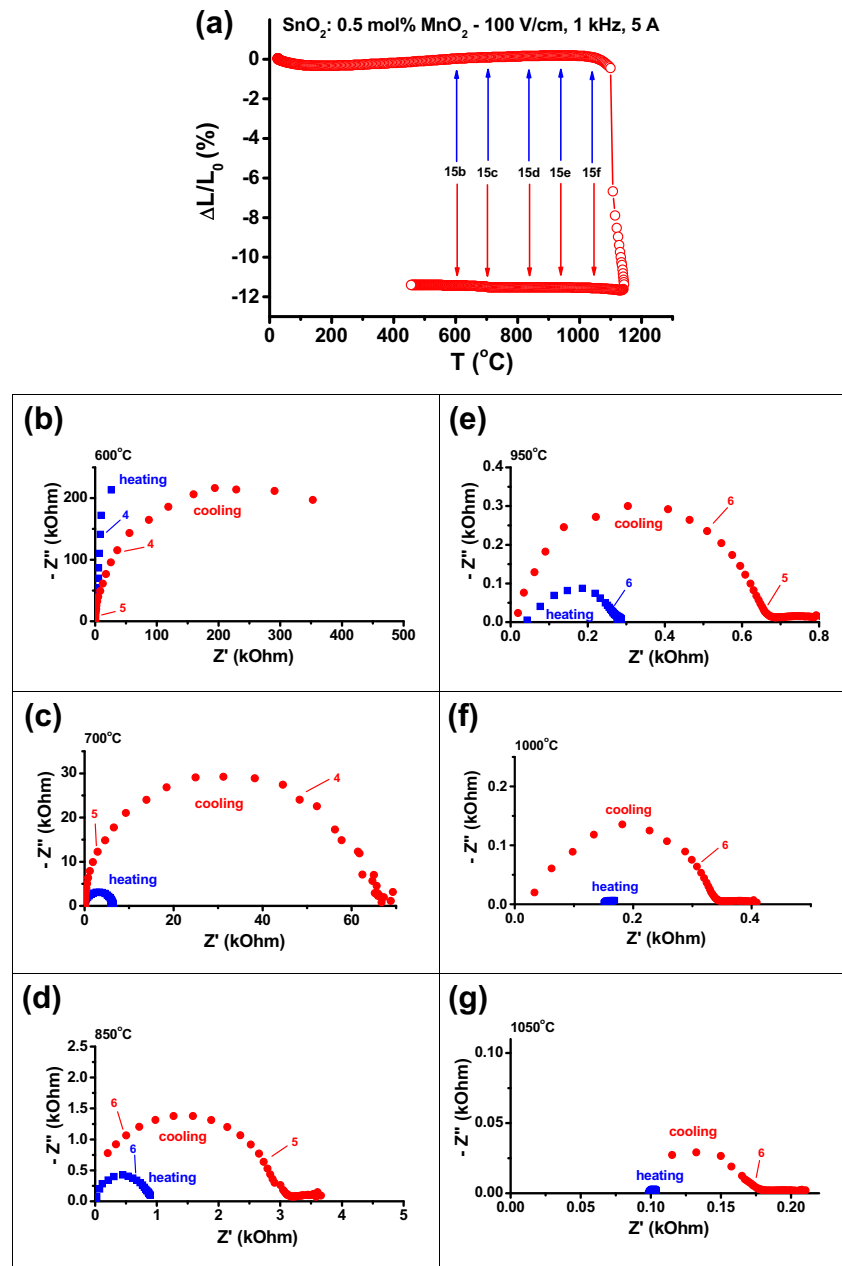 (a)
SnO2: 0.5 mol% MnO2 - 100 V/cm, 1 kHz, 5 A
ΔL/L0 (%)
0
-2
-4
-6
-8
-10
-12
15b 15c 15d 15e 15f
0 200 400 600 800 1000 1200
T (oC)
(b)
600oC
heating
4
4
cooling
5
- Z'' (kOhm)
200
100
0
0 100 200 300 400 500
Z' (kOhm)
(c)
700oC
5
4
cooling
heating
- Z'' (kOhm)
30
20
10
0
0 20 40 60
Z' (kOhm)
(d)
850oC
6
cooling
5
6
heating
- Z'' (kOhm)
2.5
2.0
1.5
1.0
0.5
0.0
0 1 2 3 4 5
Z' (kOhm)
(e)
950oC
6
cooling
6
5
heating
- Z'' (kOhm)
0.4
0.3
0.2
0.1
0.0
0.0 0.2 0.4 0.6 0.8
Z' (kOhm)
(f)
1000oC
cooling
6
heating
- Z'' (kOhm)
0.2
0.1
0.0
0.0 0.2 0.4
Z' (kOhm)
(g)
1050oC
cooling
6
heating
- Z'' (kOhm)
0.10
0.05
0.00
0.00 0.05 0.10 0.15 0.20
Z' (kOhm)